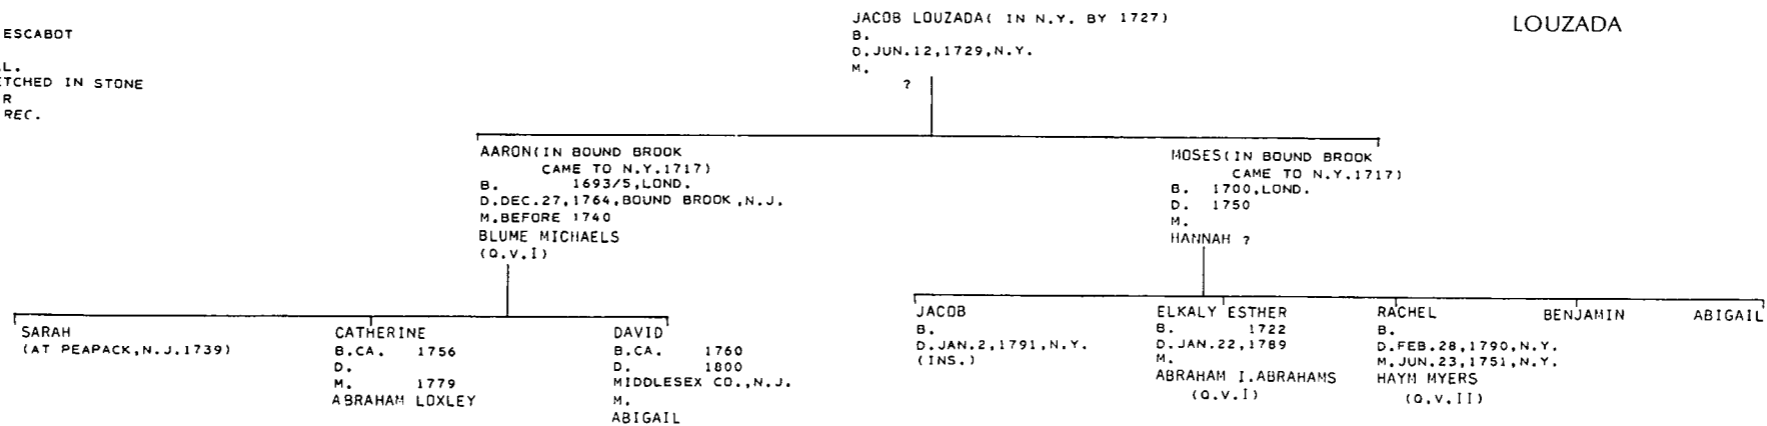 ESCABOT
L.
TCHED IN STONE
R
REC.
JACOB LOUZADA( IN N.Y. BY 1727)
B.
D.JUN.12,1729,N.Y.
M.
?
LOUZADA
AARON(IN BOUND BROOK
CAME TO N.Y.1717)
B. 1693/5,LOND.
D.DEC.27,1764,BOUND BROOK,N.J.
M.BEFORE 1740
BLUME MICHAELS
(Q.V.I)
MOSES(IN BOUND BROOK
CAME TO N.Y.1717)
B. 1700,LOND.
D. 1750
M.
HANNAH ?
SARAH
(AT PEAPACK,N.J.1739)
CATHERINE
B.CA. 1756
D.
M. 1779
ABRAHAM LOXLEY
DAVID
B.CA. 1760
D. 1800
MIDDLESEX CO.,N.J.
M.
ABIGAIL
JACOB
B.
D.JAN.2,1791,N.Y.
(INS.)
ELKALY ESTHER
B. 1722
D.JAN.22,1789
M.
ABRAHAM I.ABRAHAMS
(Q.V.I)
RACHEL
B.
D.FEB.28,1790,N.Y.
M.JUN.23,1751,N.Y.
HAYM MYERS
(Q.V.II)
BENJAMIN
ABIGAIL